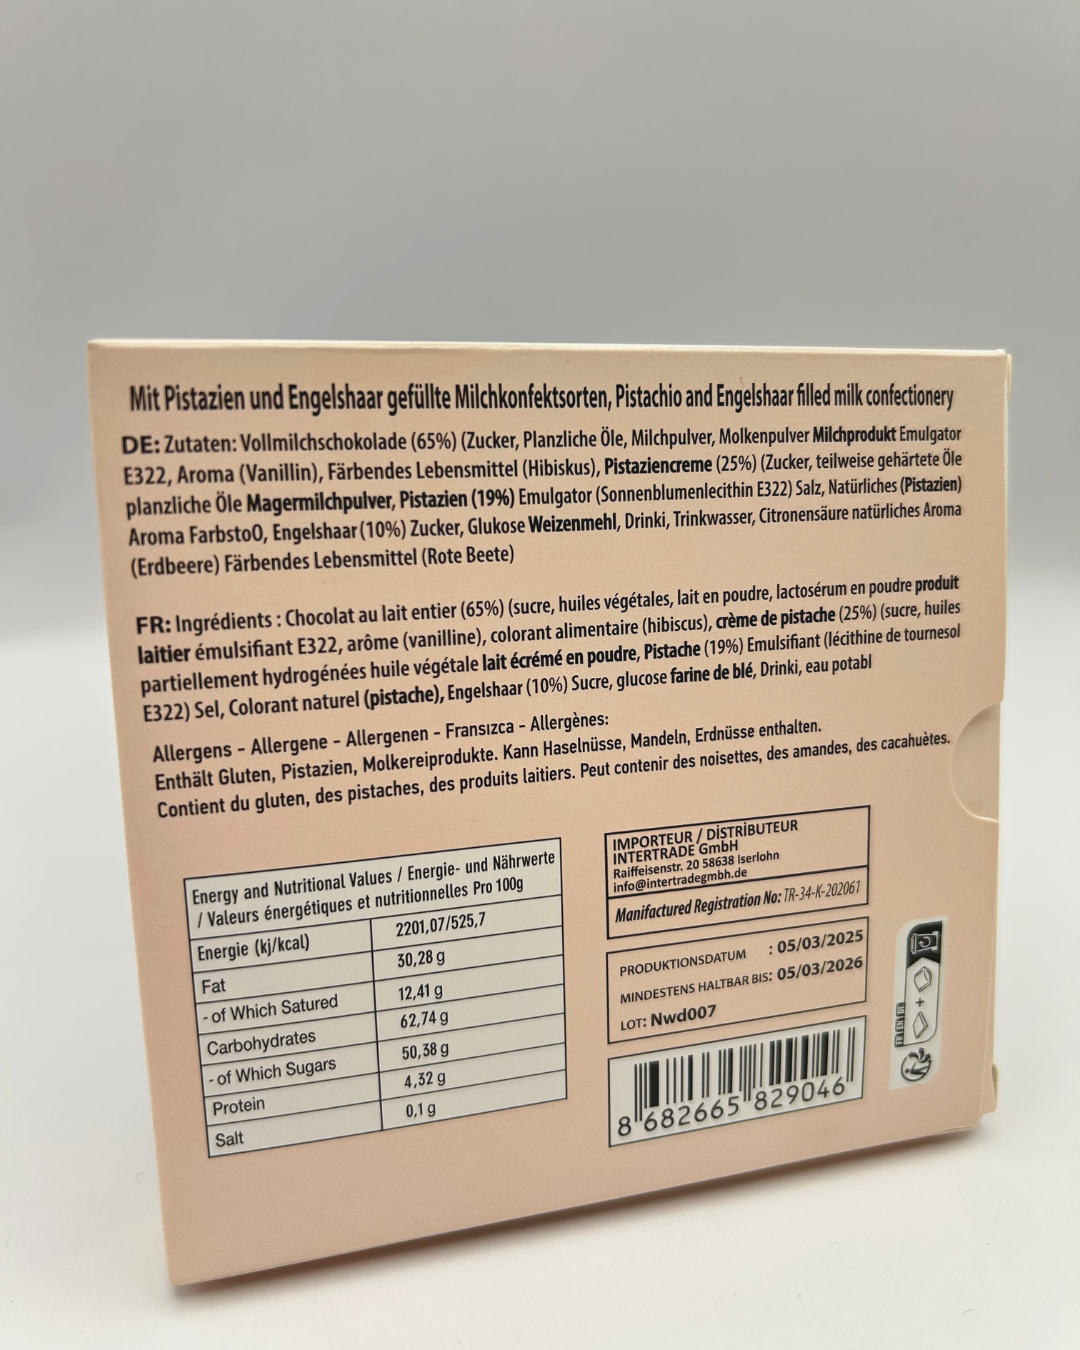 Mit Pistazien und Engelshaar gefüllte Milchkonfektsorten, Pistachio and Engelshaar filled milk confectionery
DE: Zutaten: Vollmilchschokolade (65%) (Zucker, Planzliche Öle, Milchpulver, Molkenpulver Milchprodukt Emulgator
E322, Aroma (Vanillin), Färbendes Lebensmittel (Hibiskus), Pistaziencreme (25%) (Zucker, teilweise gehärtete Öle
planzliche Öle Magermilchpulver, Pistazien (19%) Emulgator (Sonnenblumenlecithin E322) Salz, Natürliches (Pistazien)
Aroma FarbstoO, Engelshaar (10%) Zucker, Glukose Weizenmehl, Drinki, Trinkwasser, Citronensäure natürliches Aroma
(Erdbeere) Färbendes Lebensmittel (Rote Beete)
FR: Ingrédients : Chocolat au lait entier (65%) (sucre, huiles végétales, lait en poudre, lactosérum en poudre produit
laitier émulsifiant E322, arôme (vanilline), colorant alimentaire (hibiscus), crème de pistache (25%) (sucre, huiles
partiellement hydrogénées huile végétale lait écrémé en poudre, Pistache (19%) Emulsifiant (lécithine de tournesol
E322) Sel, Colorant naturel (pistache), Engelshaar (10%) Sucre, glucose farine de blé, Drinki, eau potabl
Allergens - Allergene - Allergenen - Fransızca - Allergènes:
Enthält Gluten, Pistazien, Molkereiprodukte. Kann Haselnüsse, Mandeln, Erdnüsse enthalten.
Contient du gluten, des pistaches, des produits laitiers. Peut contenir des noisettes, des amandes, des cacahuètes.
Energy and Nutritional Values / Energie- und Nährwerte
/ Valeurs énergétiques et nutritionnelles Pro 100g
Energie (kj/kcal) 2201,07/525,7
Fat 30,28 g
- of Which Satured 12,41 g
Carbohydrates 62,74 g
- of Which Sugars 50,38 g
Protein 4,32 g
Salt 0,1 g
IMPORTEUR / DİSTRİBUTEUR
INTERTRADE GmbH
Raiffeisenstr. 20 58638 Iserlohn
info@intertradegmbh.de
Manifactured Registration No: TR-34-K-202061
PRODUKTIONSDATUM : 05/03/2025
MINDESTENS HALTBAR BIS: 05/03/2026
LOT: Nwd007
8 682665 829046